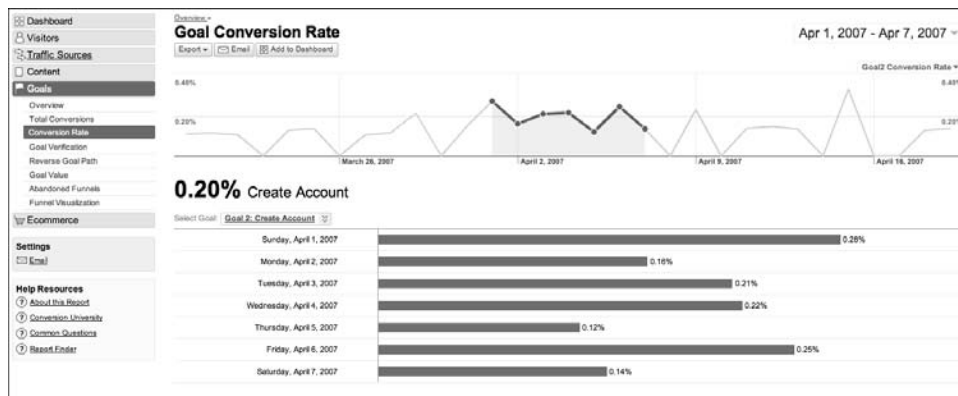 Dashboard
Visitors
Traffic Sources
Content
Goals
Overview
Total Conversions
Conversion Rate
Goal Verification
Reverse Goal Path
Goal Value
Abandoned Funnels
Funnel Visualization
Ecommerce
Settings
Email
Help Resources
About this Report
Conversion University
Common Questions
Report Finder
Overview
Goal Conversion Rate
Export Email Add to Dashboard
Apr 1, 2007 - Apr 7, 2007
Goal2 Conversion Rate
0.40% 0.40%
0.20% 0.20%
March 26, 2007 April 2, 2007 April 9, 2007 April 16, 2007
0.20% Create Account
Select Goal: Goal 2: Create Account
Sunday, April 1, 2007 0.28%
Monday, April 2, 2007 0.16%
Tuesday, April 3, 2007 0.21%
Wednesday, April 4, 2007 0.22%
Thursday, April 5, 2007 0.12%
Friday, April 6, 2007 0.25%
Saturday, April 7, 2007 0.14%